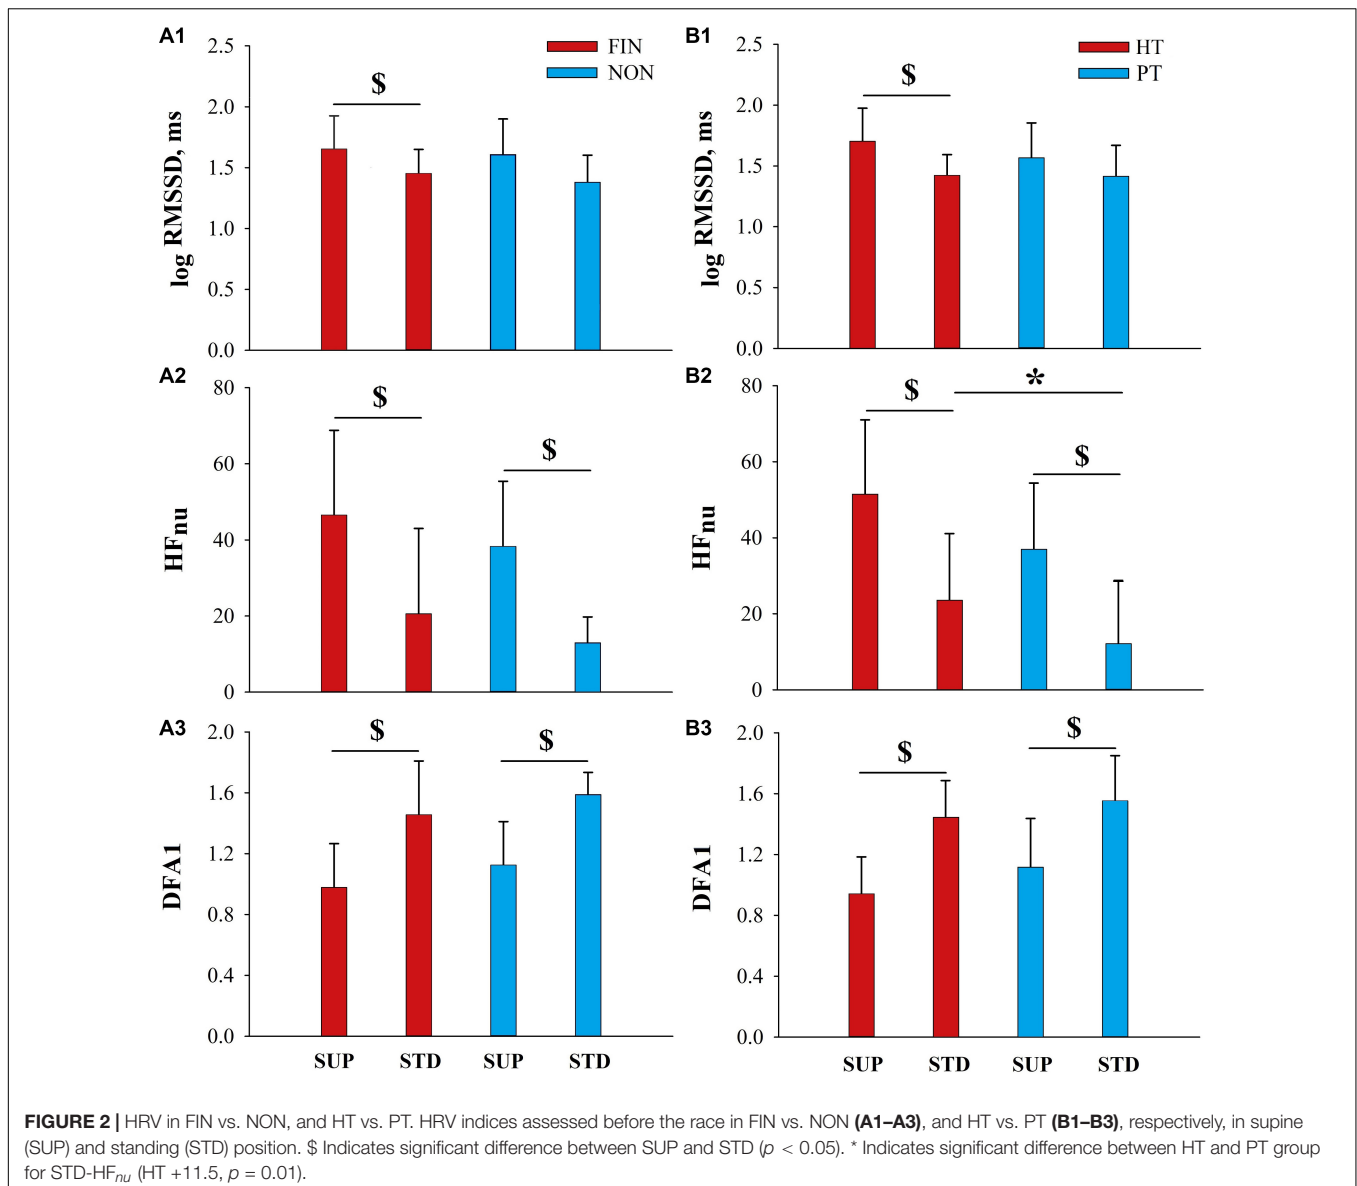 A1
2.5
2.0
1.5
1.0
0.5
0.0
log RMSSD, ms
FIN
NON
$
B1
2.5
2.0
1.5
1.0
0.5
0.0
log RMSSD, ms
HT
PT
$
A2
80
60
40
20
0
HFnu
$
$
B2
80
60
40
20
0
HFnu
$
*
$
A3
2.0
1.6
1.2
0.8
0.4
0.0
DFA1
$
$
SUP STD SUP STD
B3
2.0
1.6
1.2
0.8
0.4
0.0
DFA1
$
$
SUP STD SUP STD
FIGURE 2 | HRV in FIN vs. NON, and HT vs. PT. HRV indices assessed before the race in FIN vs. NON (A1–A3), and HT vs. PT (B1–B3), respectively, in supine
(SUP) and standing (STD) position. $ Indicates significant difference between SUP and STD (p < 0.05). * Indicates significant difference between HT and PT group
for STD-HFnu (HT +11.5, p = 0.01).